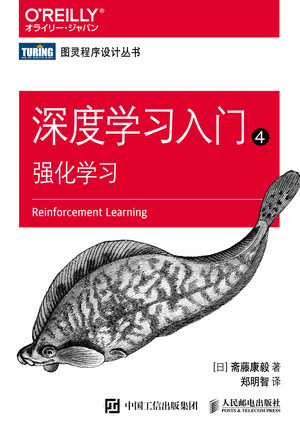 O'REILLY®
オライリー・ジャパン
TURING 图灵程序设计丛书
深度学习入门 4
强化学习
Reinforcement Learning
[日] 斋藤康毅 著
郑明智 译
中国工信出版集团
人民邮电出版社
POSTS & TELECOM PRESS